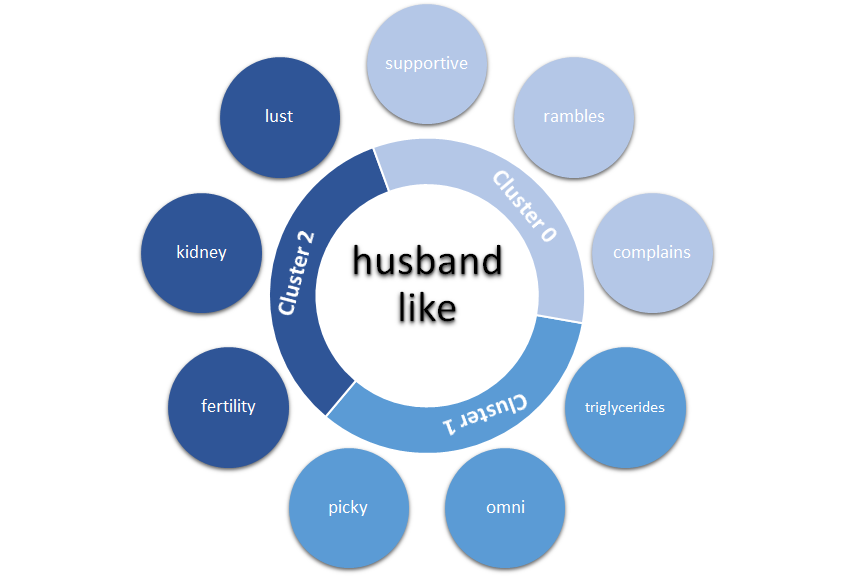 supportive
lust
rambles
Cluster 0
kidney
Cluster 2
husband
like
complains
fertility
Cluster 1
triglycerides
picky
omni